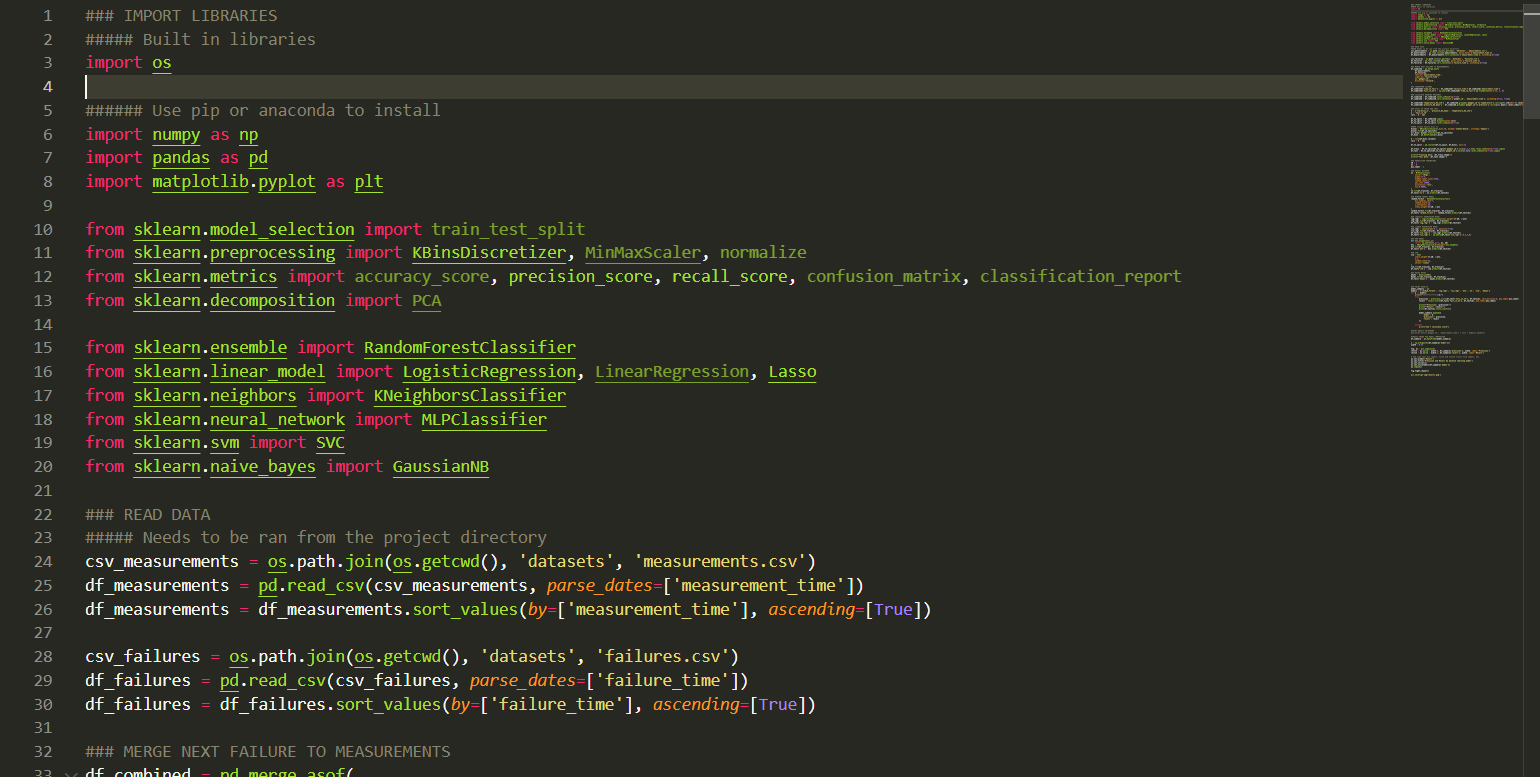 1 ### IMPORT LIBRARIES
2 ##### Built in libraries
3 import os
4
5 ###### Use pip or anaconda to install
6 import numpy as np
7 import pandas as pd
8 import matplotlib.pyplot as plt
9
10 from sklearn.model_selection import train_test_split
11 from sklearn.preprocessing import KBinsDiscretizer, MinMaxScaler, normalize
12 from sklearn.metrics import accuracy_score, precision_score, recall_score, confusion_matrix, classification_report
13 from sklearn.decomposition import PCA
14
15 from sklearn.ensemble import RandomForestClassifier
16 from sklearn.linear_model import LogisticRegression, LinearRegression, Lasso
17 from sklearn.neighbors import KNeighborsClassifier
18 from sklearn.neural_network import MLPClassifier
19 from sklearn.svm import SVC
20 from sklearn.naive_bayes import GaussianNB
21
22 ### READ DATA
23 ##### Needs to be ran from the project directory
24 csv_measurements = os.path.join(os.getcwd(), 'datasets', 'measurements.csv')
25 df_measurements = pd.read_csv(csv_measurements, parse_dates=['measurement_time'])
26 df_measurements = df_measurements.sort_values(by=['measurement_time'], ascending=[True])
27
28 csv_failures = os.path.join(os.getcwd(), 'datasets', 'failures.csv')
29 df_failures = pd.read_csv(csv_failures, parse_dates=['failure_time'])
30 df_failures = df_failures.sort_values(by=['failure_time'], ascending=[True])
31
32 ### MERGE NEXT FAILURE TO MEASUREMENTS
33 df_combined = pd.merge_asof(